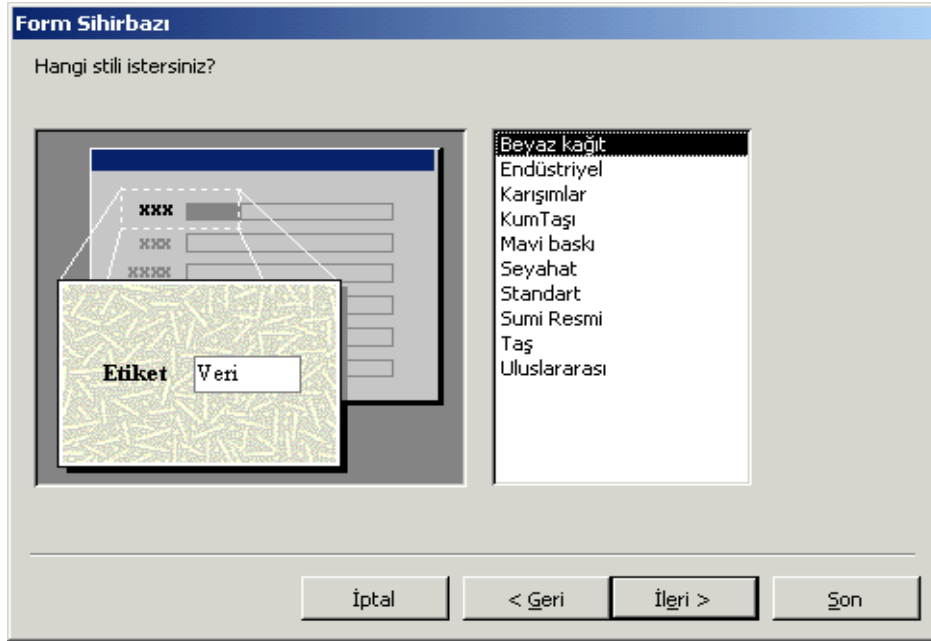 Form Sihirbazı
Hangi stili istersiniz?
xxx
xxx
xxxx
Etiket Veri
Beyaz kağıt
Endüstriyel
Karışımlar
KumTaşı
Mavi baskı
Seyahat
Standart
Sumi Resmi
Taş
Uluslararası
İptal
< Geri
İleri >
Son